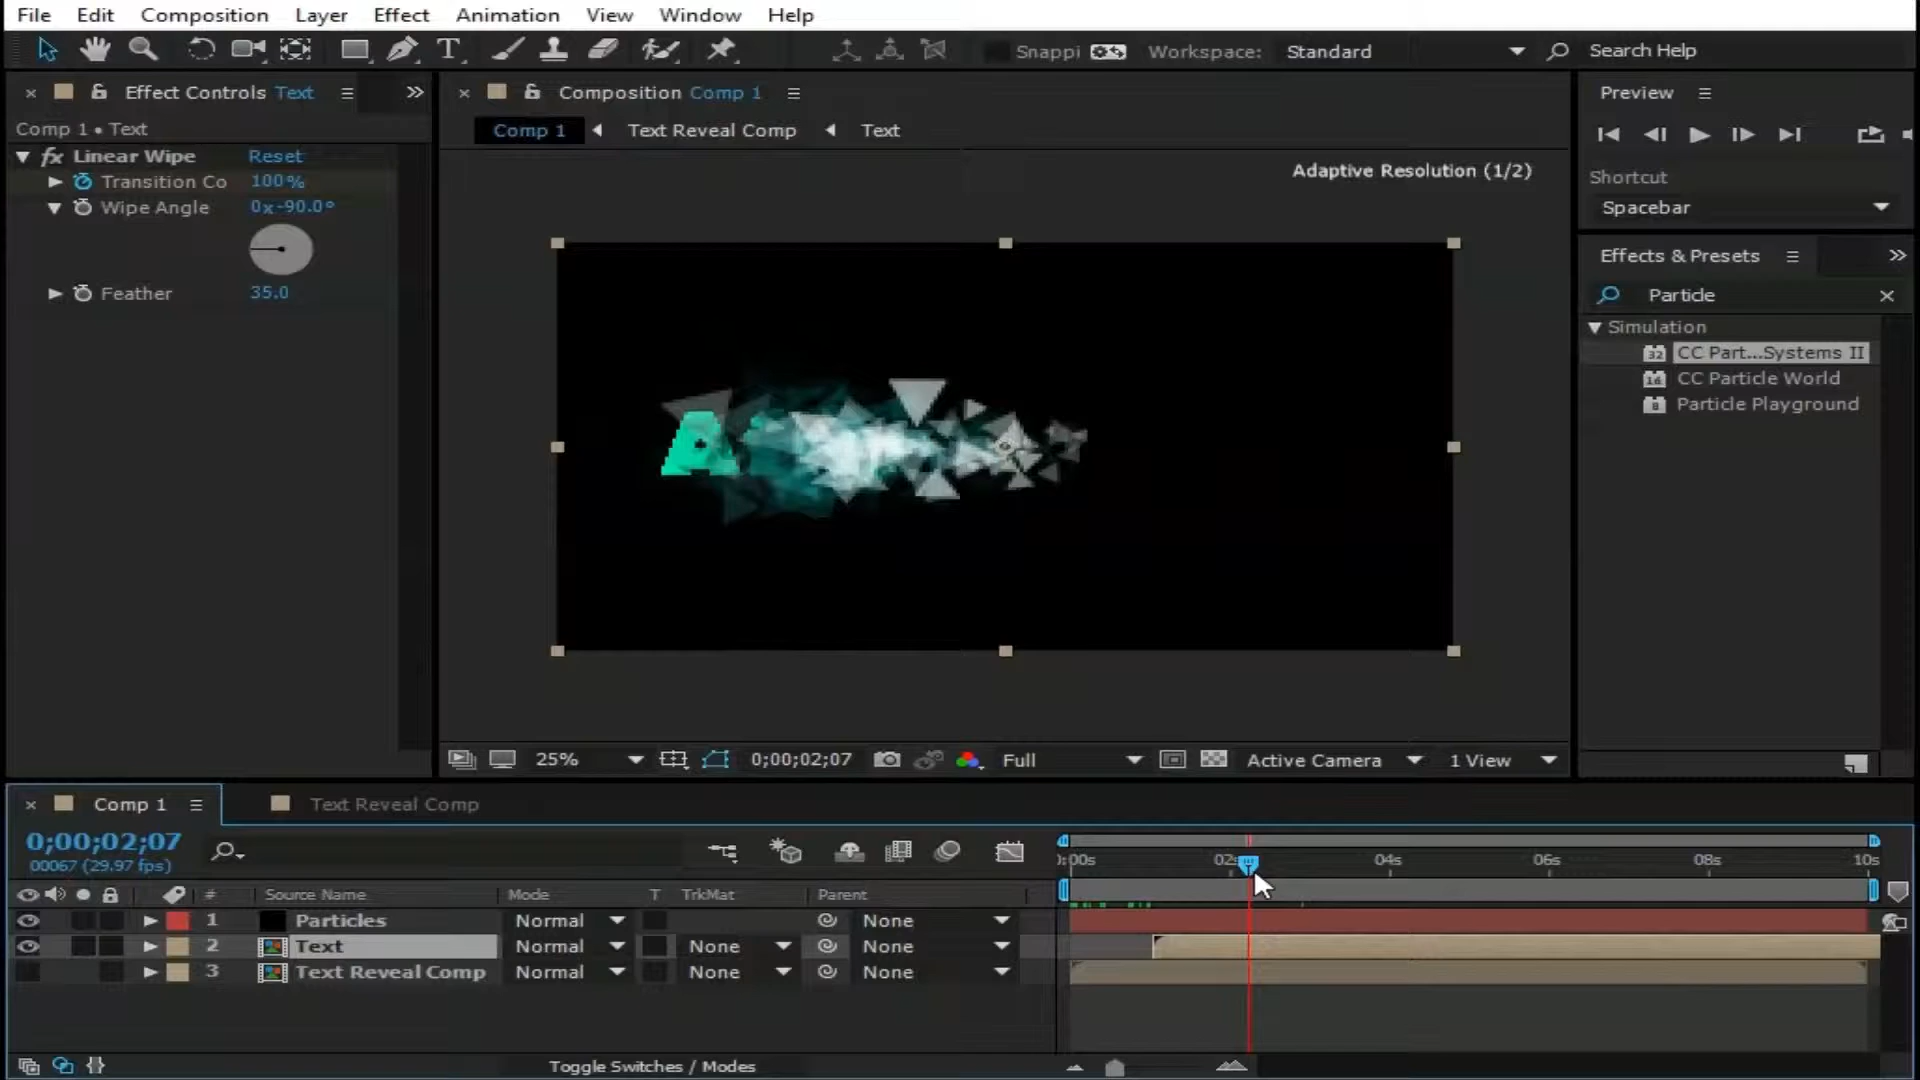 File Edit Composition Layer Effect Animation View Window Help
Snappi Workspace: Standard Search Help
Effect Controls Text
Composition Comp 1
Preview
Comp 1 • Text
Comp 1 Text Reveal Comp Text
fx Linear Wipe Reset
Transition Co 100%
Wipe Angle 0x-90.0°
Feather 35.0
Adaptive Resolution (1/2)
A
Shortcut
Spacebar
Effects & Presets
Particle
Simulation
32 CC Part...Systems II
16 CC Particle World
8 Particle Playground
25% 0;00;02;07 Full Active Camera 1 View
Comp 1 Text Reveal Comp
0;00;02;07
00067 (29.97 fps)
):00s 02s 04s 06s 08s 10s
# Source Name Mode T TrkMat Parent
1 Particles Normal None
2 Text Normal None None
3 Text Reveal Comp Normal None None
Toggle Switches / Modes